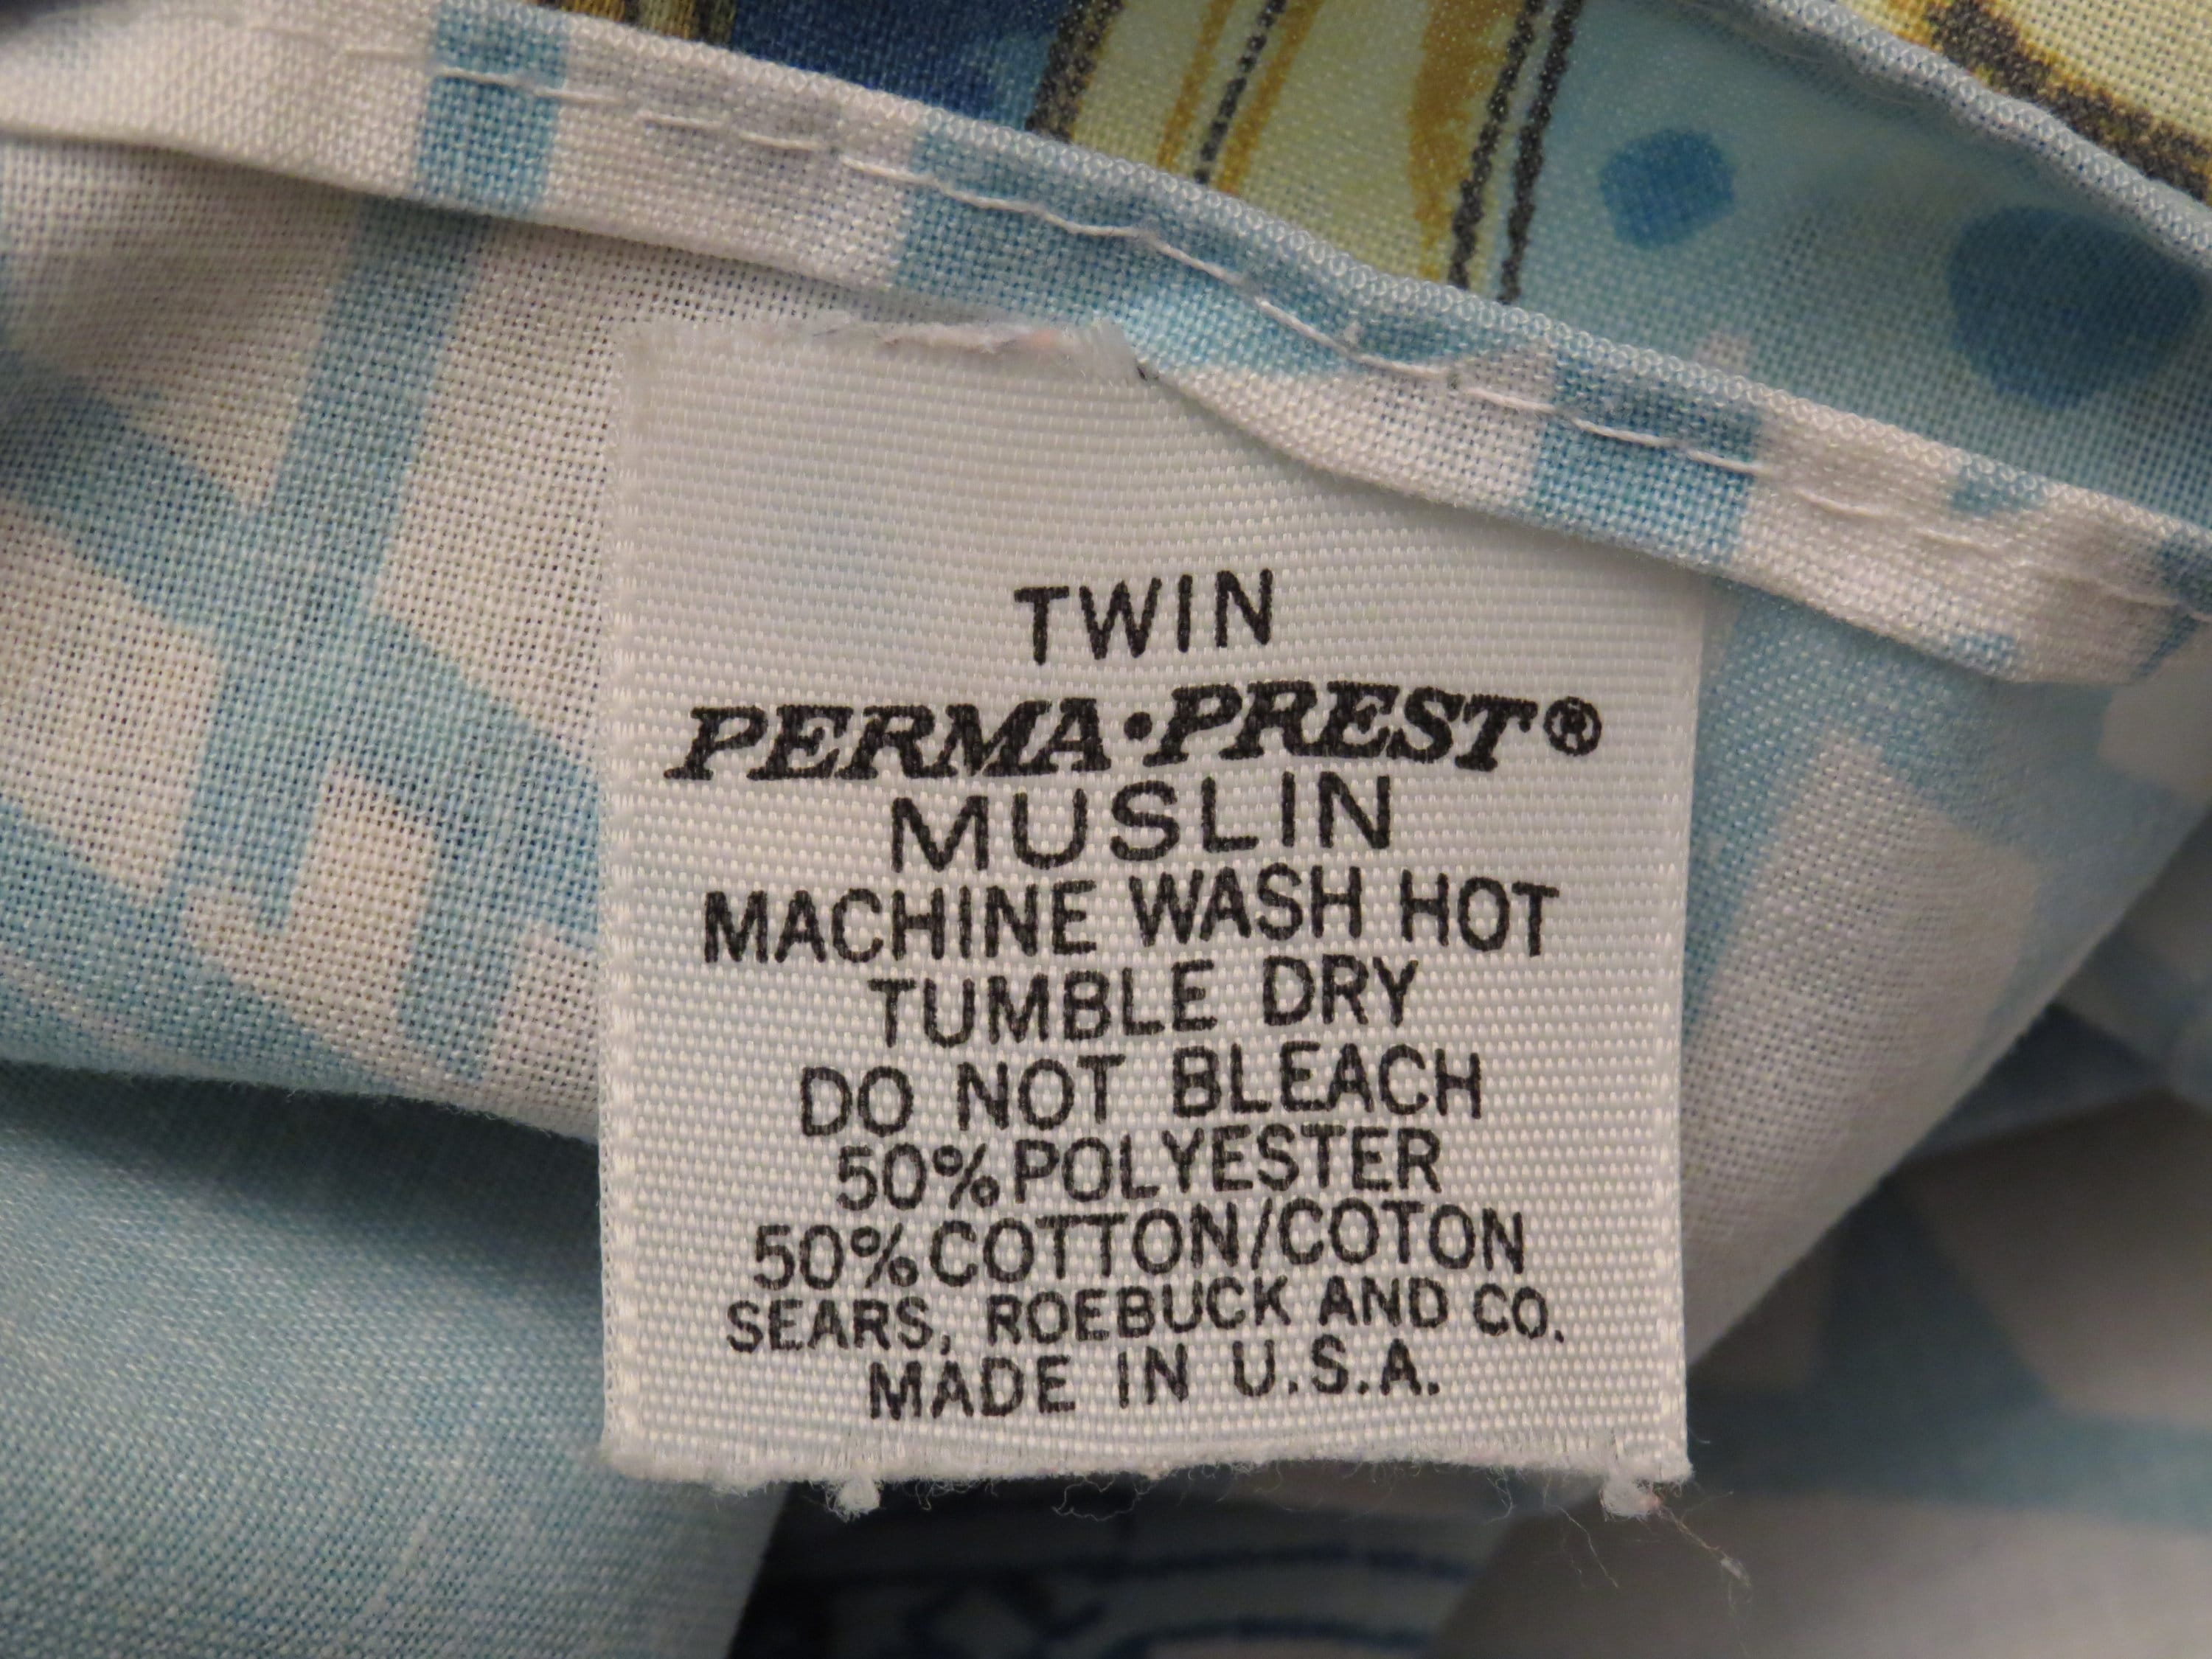 TWIN
PERMA·PREST®
MUSLIN
MACHINE WASH HOT
TUMBLE DRY
DO NOT BLEACH
50% POLYESTER
50% COTTON/COTON
SEARS, ROEBUCK AND CO.
MADE IN U.S.A.